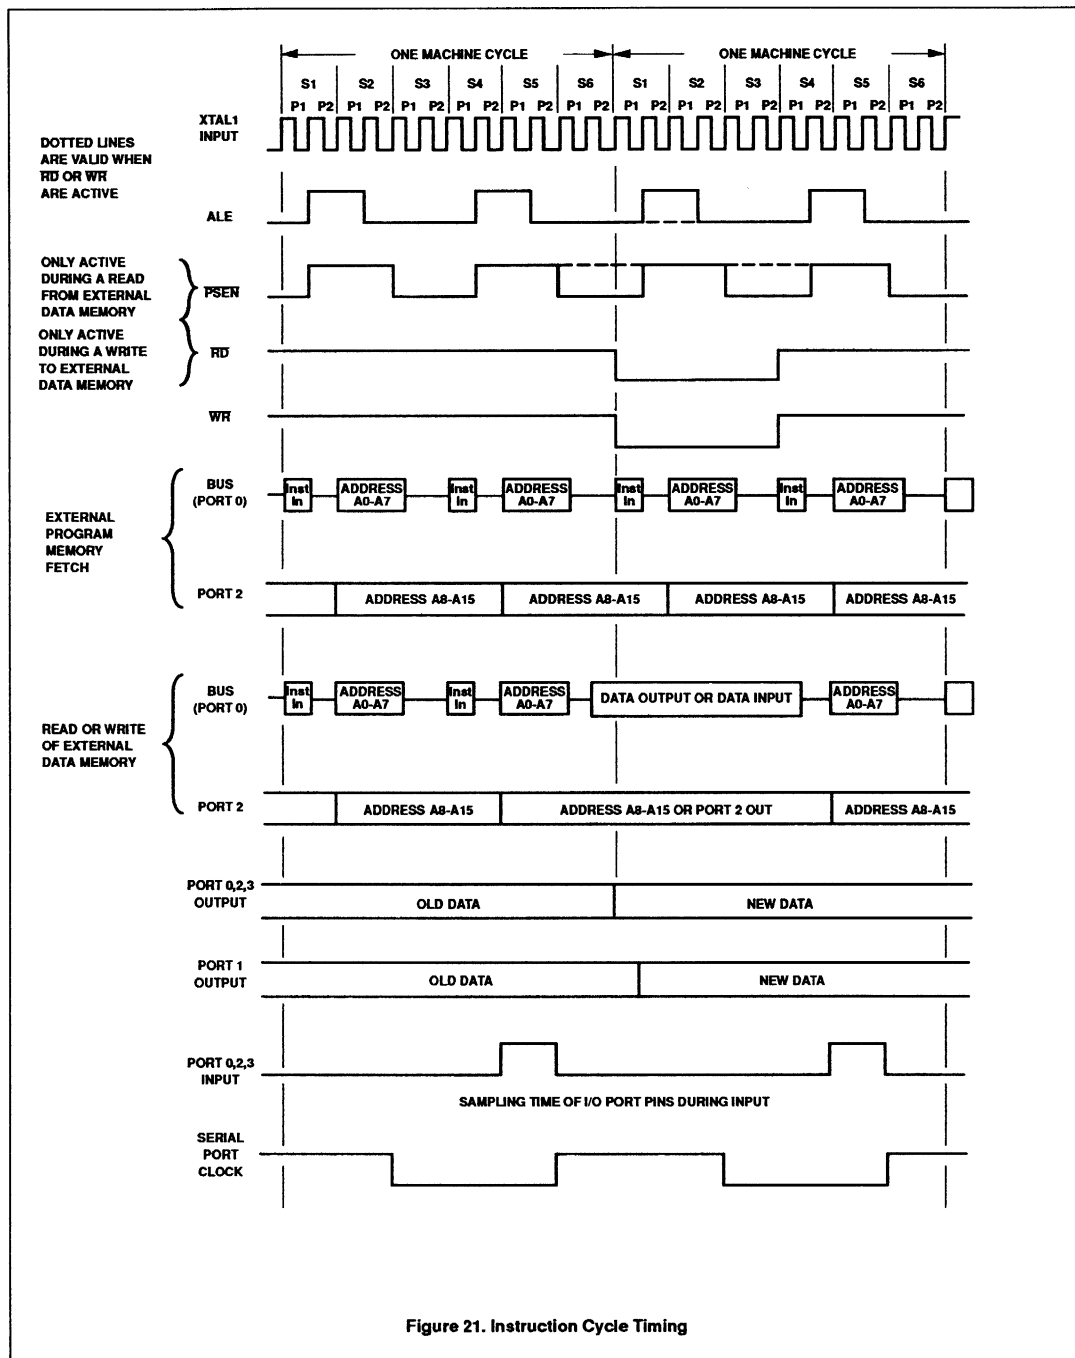 ONE MACHINE CYCLE ONE MACHINE CYCLE
S1 S2 S3 S4 S5 S6 S1 S2 S3 S4 S5 S6
P1 P2 P1 P2 P1 P2 P1 P2 P1 P2 P1 P2 P1 P2 P1 P2 P1 P2 P1 P2 P1 P2 P1 P2
XTAL1
INPUT
DOTTED LINES
ARE VALID WHEN
RD OR WR
ARE ACTIVE
ALE
ONLY ACTIVE
DURING A READ
FROM EXTERNAL
DATA MEMORY
PSEN
ONLY ACTIVE
DURING A WRITE
TO EXTERNAL
DATA MEMORY
RD
WR
BUS
(PORT 0)
Inst
In
ADDRESS
A0-A7
Inst
In
ADDRESS
A0-A7
Inst
In
ADDRESS
A0-A7
Inst
In
ADDRESS
A0-A7
EXTERNAL
PROGRAM
MEMORY
FETCH
PORT 2
ADDRESS A8-A15 ADDRESS A8-A15 ADDRESS A8-A15 ADDRESS A8-A15
BUS
(PORT 0)
Inst
In
ADDRESS
A0-A7
Inst
In
ADDRESS
A0-A7
DATA OUTPUT OR DATA INPUT
ADDRESS
A0-A7
READ OR WRITE
OF EXTERNAL
DATA MEMORY
PORT 2
ADDRESS A8-A15 ADDRESS A8-A15 OR PORT 2 OUT ADDRESS A8-A15
PORT 0,2,3
OUTPUT
OLD DATA NEW DATA
PORT 1
OUTPUT
OLD DATA NEW DATA
PORT 0,2,3
INPUT
SAMPLING TIME OF I/O PORT PINS DURING INPUT
SERIAL
PORT
CLOCK
Figure 21. Instruction Cycle Timing